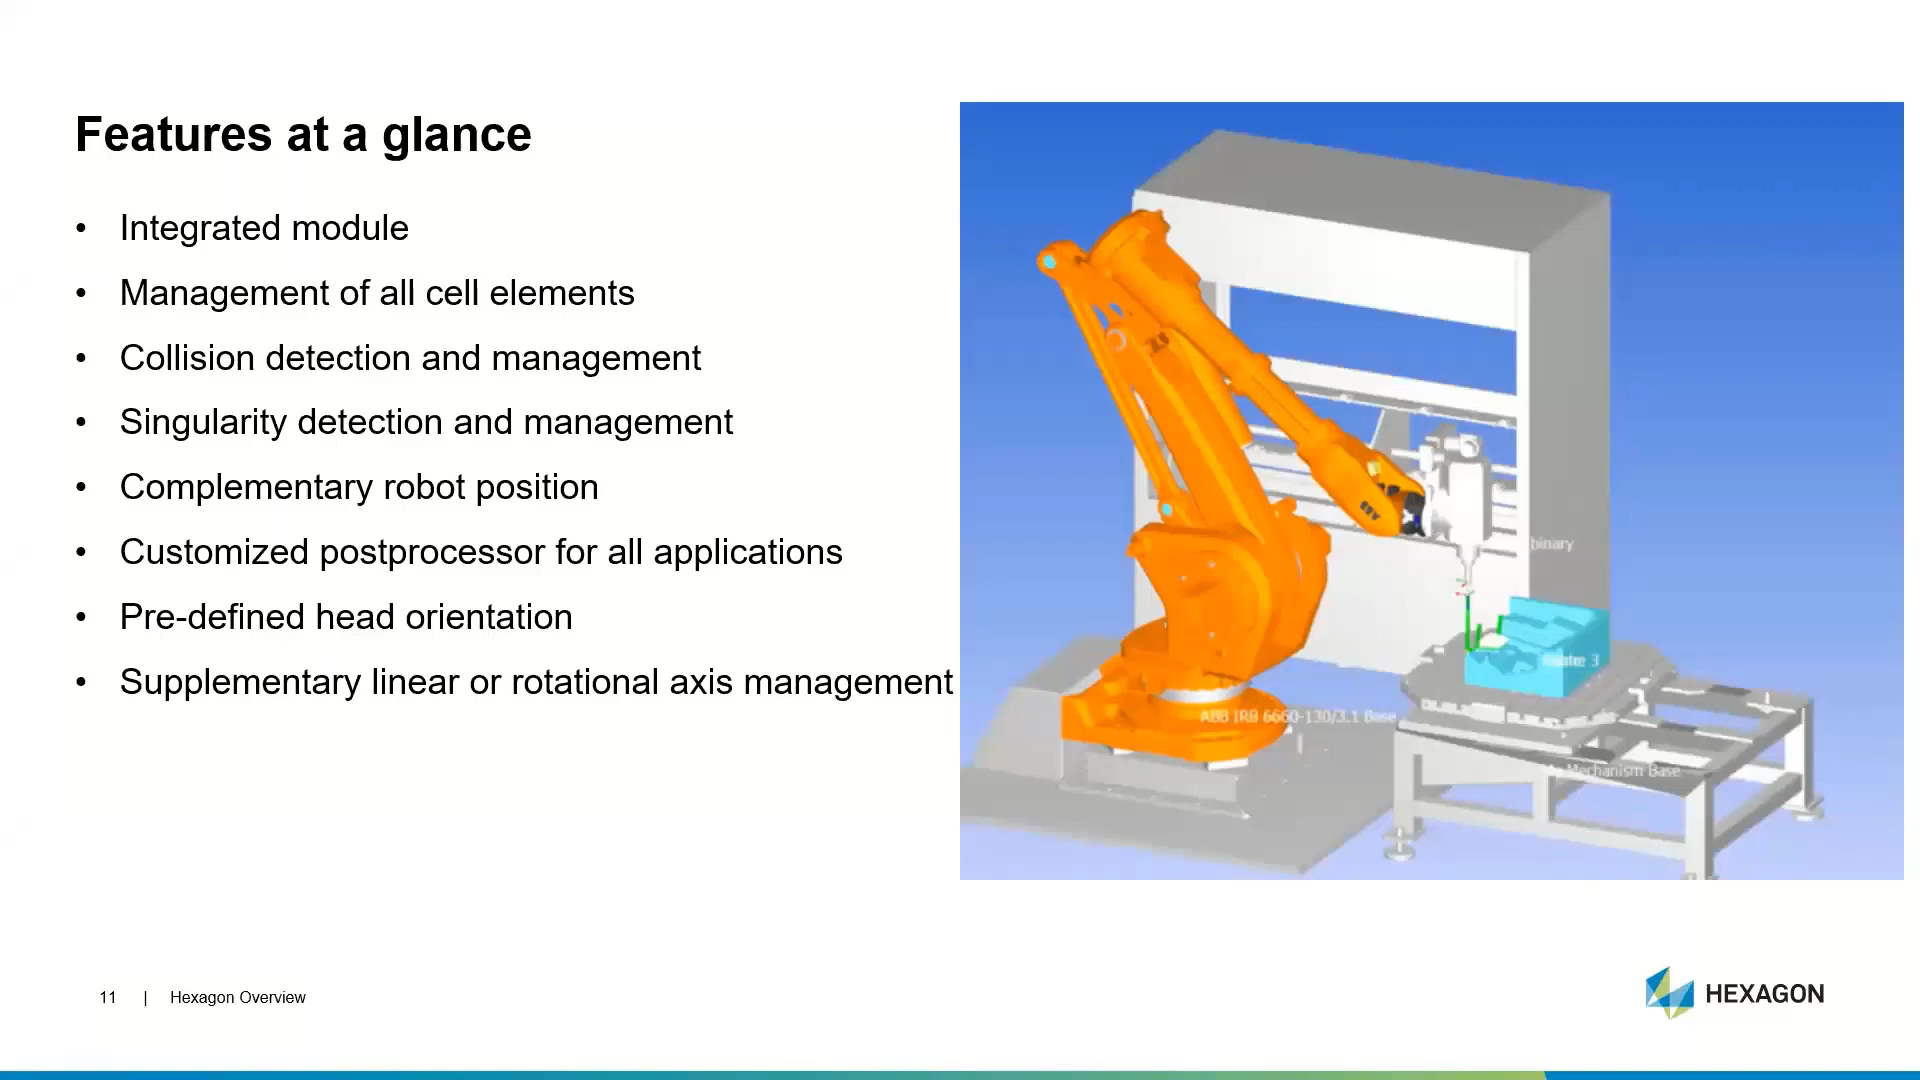 Features at a glance
• Integrated module
• Management of all cell elements
• Collision detection and management
• Singularity detection and management
• Complementary robot position
• Customized postprocessor for all applications
• Pre-defined head orientation
• Supplementary linear or rotational axis management
ABB IRB 6660-130/3.1 Base
Mechanism Base
11 | Hexagon Overview
HEXAGON